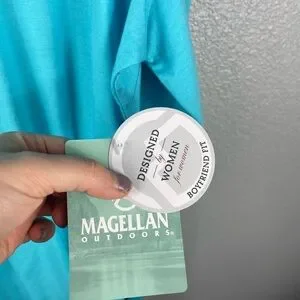 DESIGNED
by
WOMEN
for women
BOYFRIEND FIT
MAGELLAN
OUTDOORS®